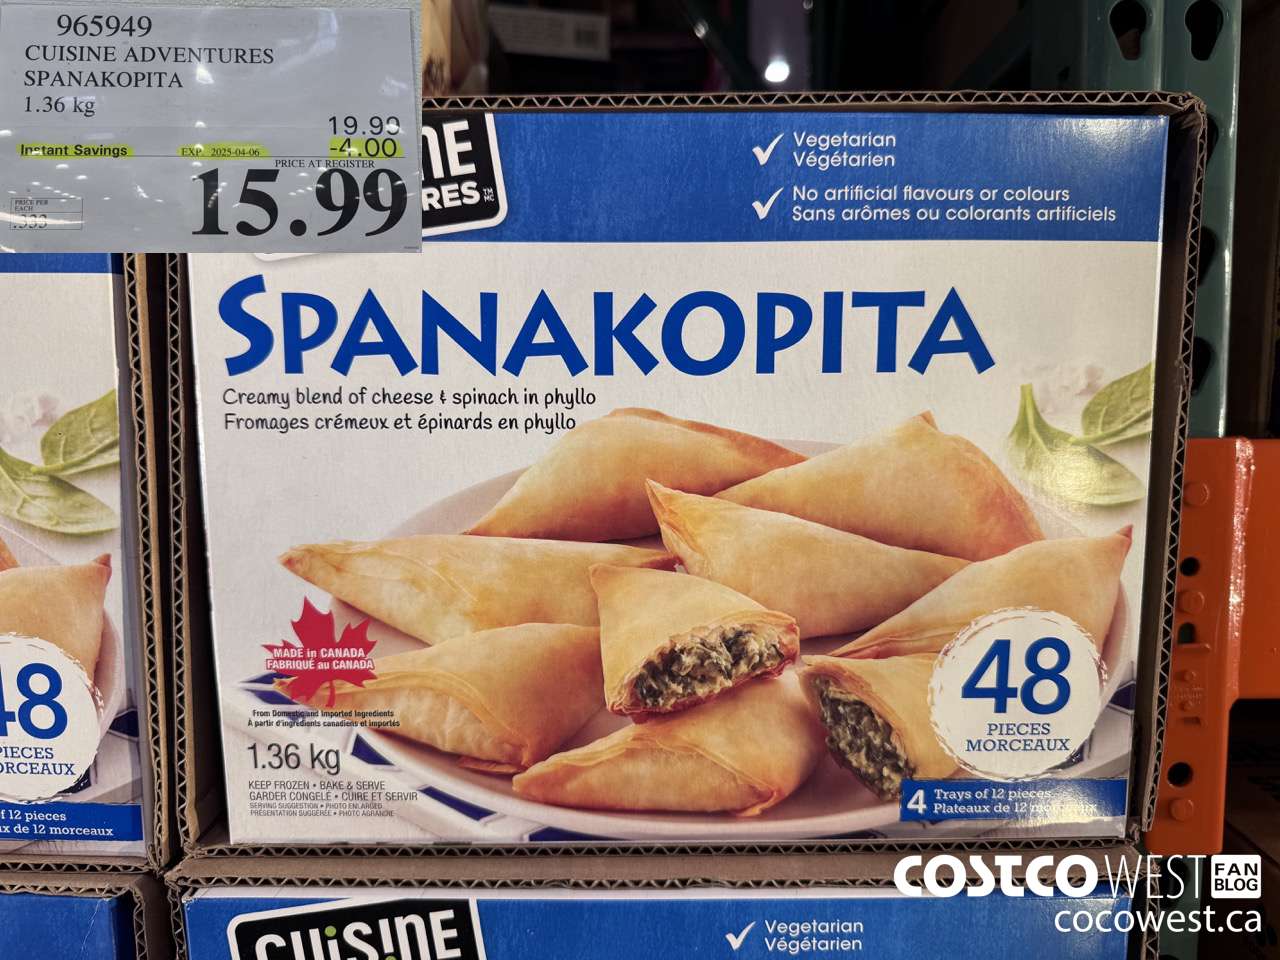 965949
CUISINE ADVENTURES
SPANAKOPITA
1.36 kg
19.99
Instant Savings EXP. 2025-04-06 -4.00
PRICE AT REGISTER
15.99
PRICE PER
EACH
.333
NE
RES
Vegetarian
Végétarien
No artificial flavours or colours
Sans arômes ou colorants artificiels
SPANAKOPITA
Creamy blend of cheese & spinach in phyllo
Fromages crémeux et épinards en phyllo
MADE in CANADA
FABRIQUÉ au CANADA
From Domestic and Imported Ingredients
À partir d'ingrédients canadiens et importés
1.36 kg
KEEP FROZEN • BAKE & SERVE
GARDER CONGELÉ • CUIRE ET SERVIR
SERVING SUGGESTION • PHOTO ENLARGED
PRÉSENTATION SUGGÉRÉE • PHOTO AGRANDIE
48
PIECES
MORCEAUX
4 Trays of 12 pieces
Plateaux de 12 morceaux
48
PIECES
ORCEAUX
of 12 pieces
ux de 12 morceaux
CUISINE
Vegetarian
Végétarien
COSTCO WEST FAN BLOG
cocowest.ca